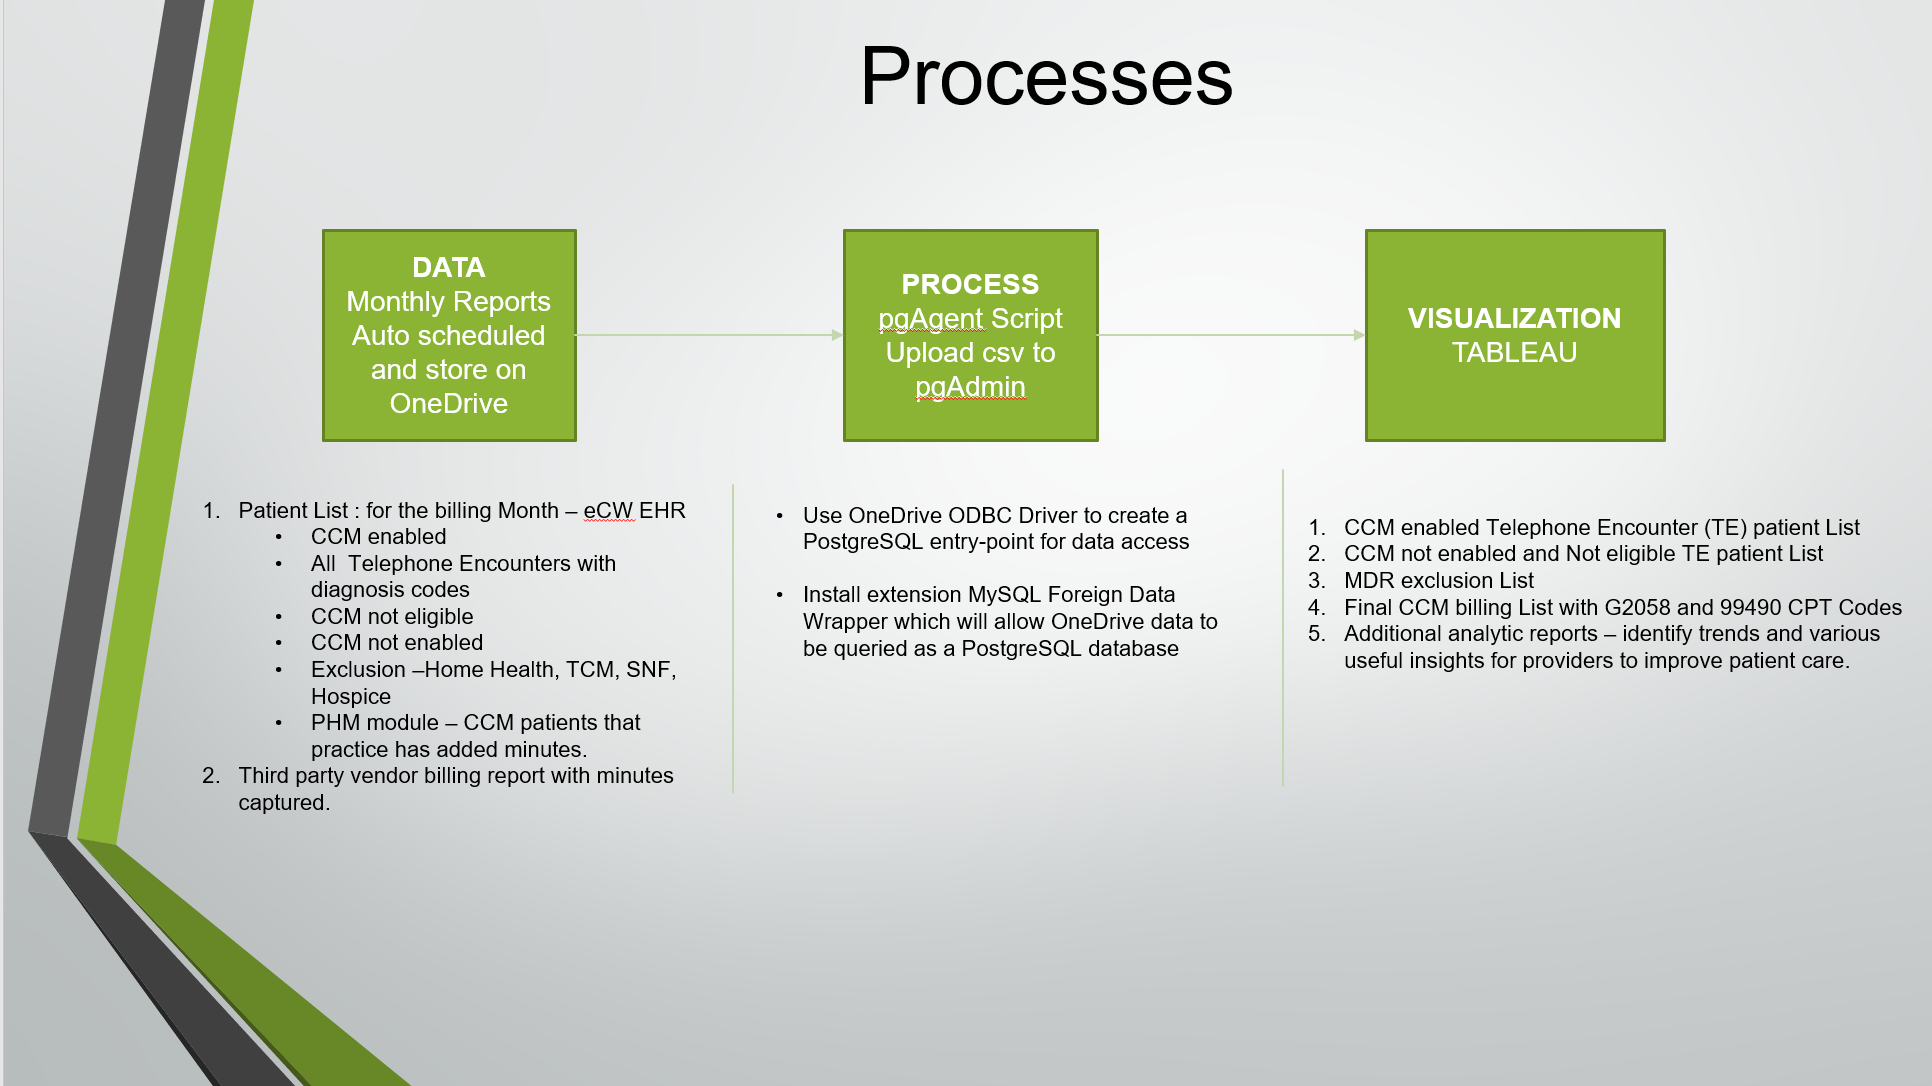 Processes
DATA
Monthly Reports
Auto scheduled
and store on
OneDrive
PROCESS
pgAgent Script
Upload csv to
pgAdmin
VISUALIZATION
TABLEAU
1. Patient List : for the billing Month – eCW EHR
• CCM enabled
• All  Telephone Encounters with
diagnosis codes
• CCM not eligible
• CCM not enabled
• Exclusion –Home Health, TCM, SNF,
Hospice
• PHM module – CCM patients that
practice has added minutes.
2. Third party vendor billing report with minutes
captured.
• Use OneDrive ODBC Driver to create a
PostgreSQL entry-point for data access
• Install extension MySQL Foreign Data
Wrapper which will allow OneDrive data to
be queried as a PostgreSQL database
1. CCM enabled Telephone Encounter (TE) patient List
2. CCM not enabled and Not eligible TE patient List
3. MDR exclusion List
4. Final CCM billing List with G2058 and 99490 CPT Codes
5. Additional analytic reports – identify trends and various
useful insights for providers to improve patient care.